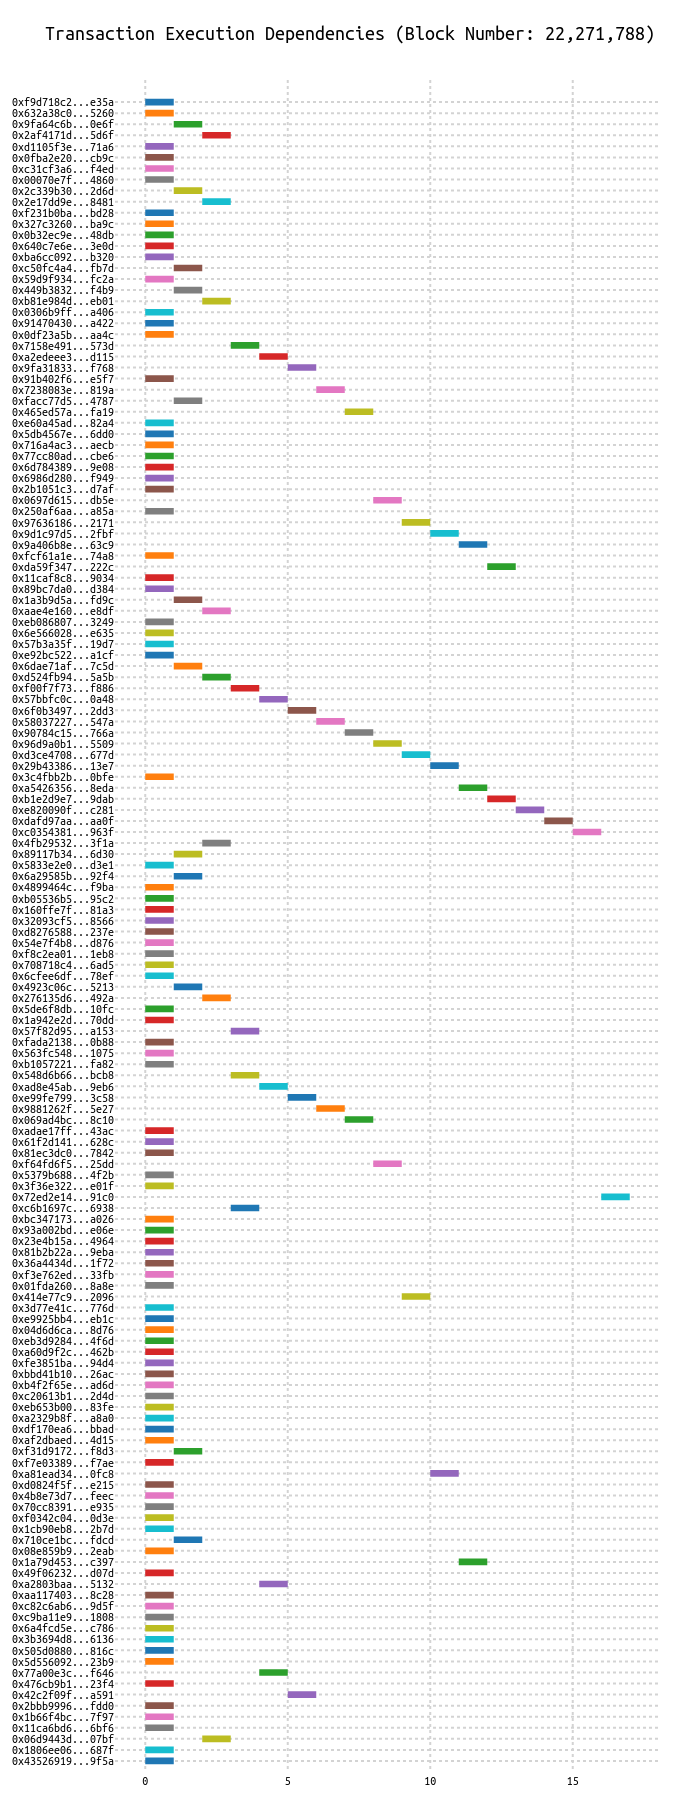 Transaction Execution Dependencies (Block Number: 22,271,788)
0xf9d718c2...e35a
0x632a38c0...5260
0x9fa64c6b...0e6f
0x2af4171d...5d6f
0xd1105f3e...71a6
0x0fba2e20...cb9c
0xc31cf3a6...f4ed
0x00070e7f...4860
0x2c339b30...2d6d
0x2e17dd9e...8481
0xf231b0ba...bd28
0x327c3260...ba9c
0x0b32ec9e...48db
0x640c7e6e...3e0d
0xba6cc092...b320
0xc50fc4a4...fb7d
0x59d9f934...fc2a
0x449b3832...f4b9
0xb81e984d...eb01
0x0306b9ff...a406
0x91470430...a422
0x0df23a5b...aa4c
0x7158e491...573d
0xa2edeee3...d115
0x9fa31833...f768
0x91b402f6...e5f7
0x7238083e...819a
0xfacc77d5...4787
0x465ed57a...fa19
0xe60a45ad...82a4
0x5db4567e...6dd0
0x716a4ac3...aecb
0x77cc80ad...cbe6
0x6d784389...9e08
0x6986d280...f949
0x2b1051c3...d7af
0x0697d615...db5e
0x250af6aa...a85a
0x97636186...2171
0x9d1c97d5...2fbf
0x9a406b8e...63c9
0xfcf61a1e...74a8
0xda59f347...222c
0x11caf8c8...9034
0x89bc7da0...d384
0x1a3b9d5a...fd9c
0xaae4e160...e8df
0xeb086807...3249
0x6e566028...e635
0x57b3a35f...19d7
0xe92bc522...a1cf
0x6dae71af...7c5d
0xd524fb94...5a5b
0xf00f7f73...f886
0x57bbfc0c...0a48
0x6f0b3497...2dd3
0x58037227...547a
0x90784c15...766a
0x96d9a0b1...5509
0xd3ce4708...677d
0x29b43386...13e7
0x3c4fbb2b...0bfe
0xa5426356...8eda
0xb1e2d9e7...9dab
0xe820090f...c281
0xdafd97aa...aa0f
0xc0354381...963f
0x4fb29532...3f1a
0x89117b34...6d30
0x5833e2e0...d3e1
0x6a29585b...92f4
0x4899464c...f9ba
0xb05536b5...95c2
0x160ffe7f...81a3
0x32093cf5...8566
0xd8276588...237e
0x54e7f4b8...d876
0xf8c2ea01...1eb8
0x708718c4...6ad5
0x6cfee6df...78ef
0x4923c06c...5213
0x276135d6...492a
0x5de6f8db...10fc
0x1a942e2d...70dd
0x57f82d95...a153
0xfada2138...0b88
0x563fc548...1075
0xb1057221...fa82
0x548d6b66...bcb8
0xad8e45ab...9eb6
0xe99fe799...3c58
0x9881262f...5e27
0x069ad4bc...8c10
0xadae17ff...43ac
0x61f2d141...628c
0x81ec3dc0...7842
0xf64fd6f5...25dd
0x5379b688...4f2b
0x3f36e322...e01f
0x72ed2e14...91c0
0xc6b1697c...6938
0xbc347173...a026
0x93a002bd...e06e
0x23e4b15a...4964
0x81b2b22a...9eba
0x36a4434d...1f72
0xf3e762ed...33fb
0x01fda260...8a8e
0x414e77c9...2096
0x3d77e41c...776d
0xe9925bb4...eb1c
0x04d6d6ca...8d76
0xeb3d9284...4f6d
0xa60d9f2c...462b
0xfe3851ba...94d4
0xbbd41b10...26ac
0xb4f2f65e...ad6d
0xc20613b1...2d4d
0xeb653b00...83fe
0xa2329b8f...a8a0
0xdf170ea6...bbad
0xaf2dbaed...4d15
0xf31d9172...f8d3
0xf7e03389...f7ae
0xa81ead34...0fc8
0xd0824f5f...e215
0x4b8e73d7...feec
0x70cc8391...e935
0xf0342c04...0d3e
0x1cb90eb8...2b7d
0x710ce1bc...fdcd
0x08e859b9...2eab
0x1a79d453...c397
0x49f06232...d07d
0xa2803baa...5132
0xaa117403...8c28
0xc82c6ab6...9d5f
0xc9ba11e9...1808
0x6a4fcd5e...c786
0x3b3694d8...6136
0x505d0880...816c
0x5d556092...23b9
0x77a00e3c...f646
0x476cb9b1...23f4
0x42c2f09f...a591
0x2bbb9996...fdd0
0x1b66f4bc...7f97
0x11ca6bd6...6bf6
0x06d9443d...07bf
0x1806ee06...687f
0x43526919...9f5a
0 5 10 15